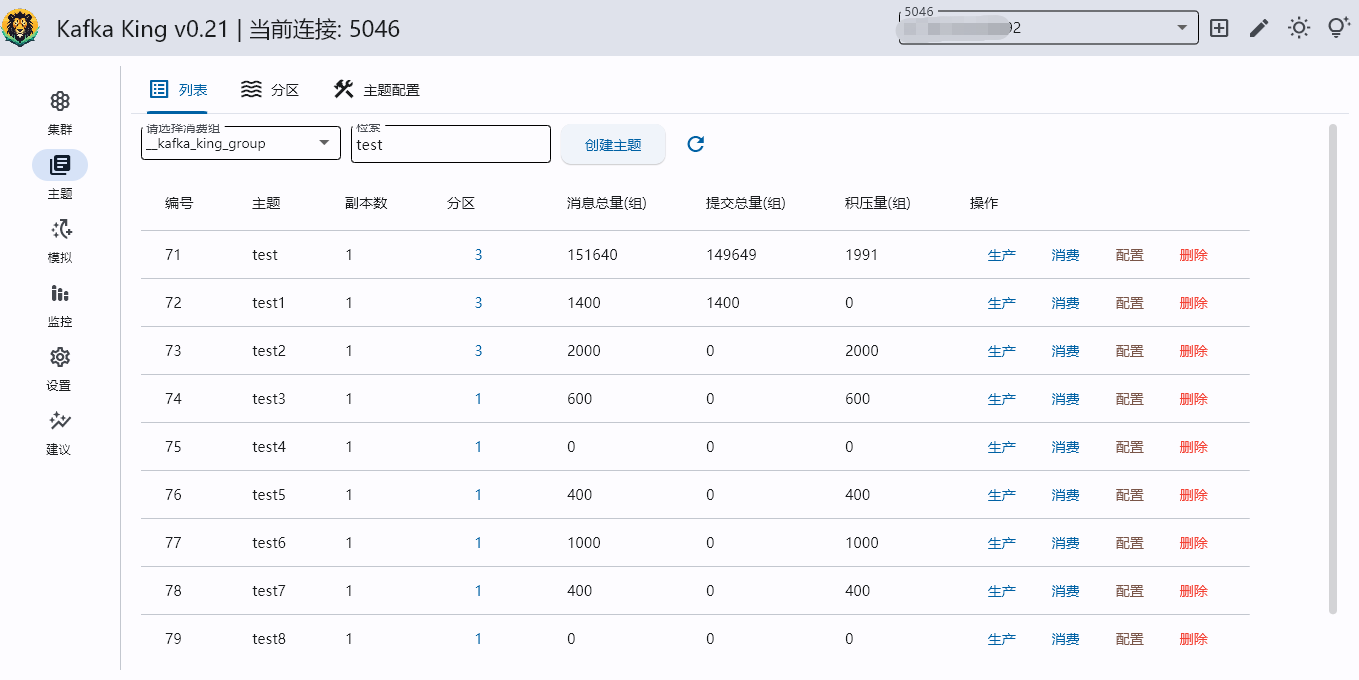 Kafka King v0.21 | 当前连接: 5046
5046
92
集群
主题
模拟
监控
设置
建议
列表 分区 主题配置
请选择消费组
__kafka_king_group
检索
test
创建主题
编号 主题 副本数 分区 消息总量(组) 提交总量(组) 积压量(组) 操作
71 test 1 3 151640 149649 1991 生产 消费 配置 删除
72 test1 1 3 1400 1400 0 生产 消费 配置 删除
73 test2 1 3 2000 0 2000 生产 消费 配置 删除
74 test3 1 1 600 0 600 生产 消费 配置 删除
75 test4 1 1 0 0 0 生产 消费 配置 删除
76 test5 1 1 400 0 400 生产 消费 配置 删除
77 test6 1 1 1000 0 1000 生产 消费 配置 删除
78 test7 1 1 400 0 400 生产 消费 配置 删除
79 test8 1 1 0 0 0 生产 消费 配置 删除